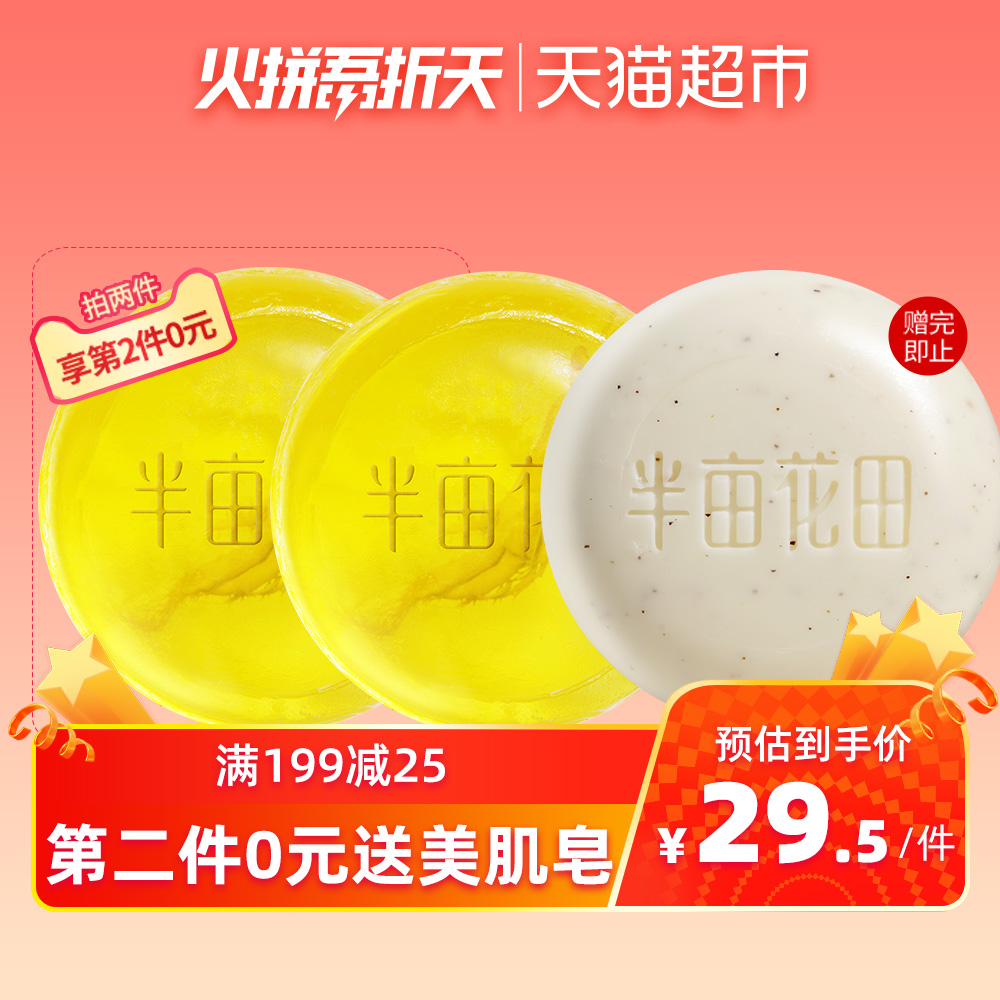 火拼吾折天 天猫超市
拍两件
享第2件0元
赠完
即止
半亩
半亩花
半亩花田
满199减25
第二件0元送美肌皂
预估到手价
¥29.5/件